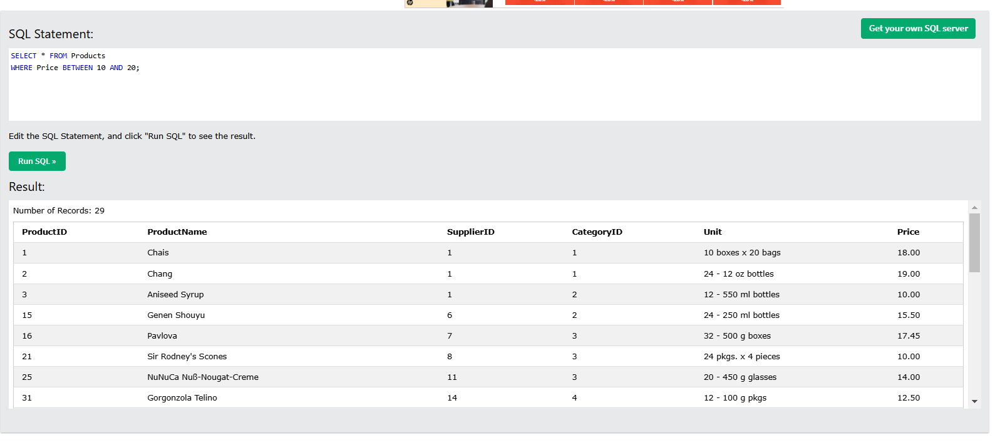 Get your own SQL server
SQL Statement:
SELECT * FROM Products
WHERE Price BETWEEN 10 AND 20;
Edit the SQL Statement, and click "Run SQL" to see the result.
Run SQL »
Result:
Number of Records: 29
ProductID ProductName SupplierID CategoryID Unit Price
1 Chais 1 1 10 boxes x 20 bags 18.00
2 Chang 1 1 24 - 12 oz bottles 19.00
3 Aniseed Syrup 1 2 12 - 550 ml bottles 10.00
15 Genen Shouyu 6 2 24 - 250 ml bottles 15.50
16 Pavlova 7 3 32 - 500 g boxes 17.45
21 Sir Rodney's Scones 8 3 24 pkgs. x 4 pieces 10.00
25 NuNuCa Nuß-Nougat-Creme 11 3 20 - 450 g glasses 14.00
31 Gorgonzola Telino 14 4 12 - 100 g pkgs 12.50